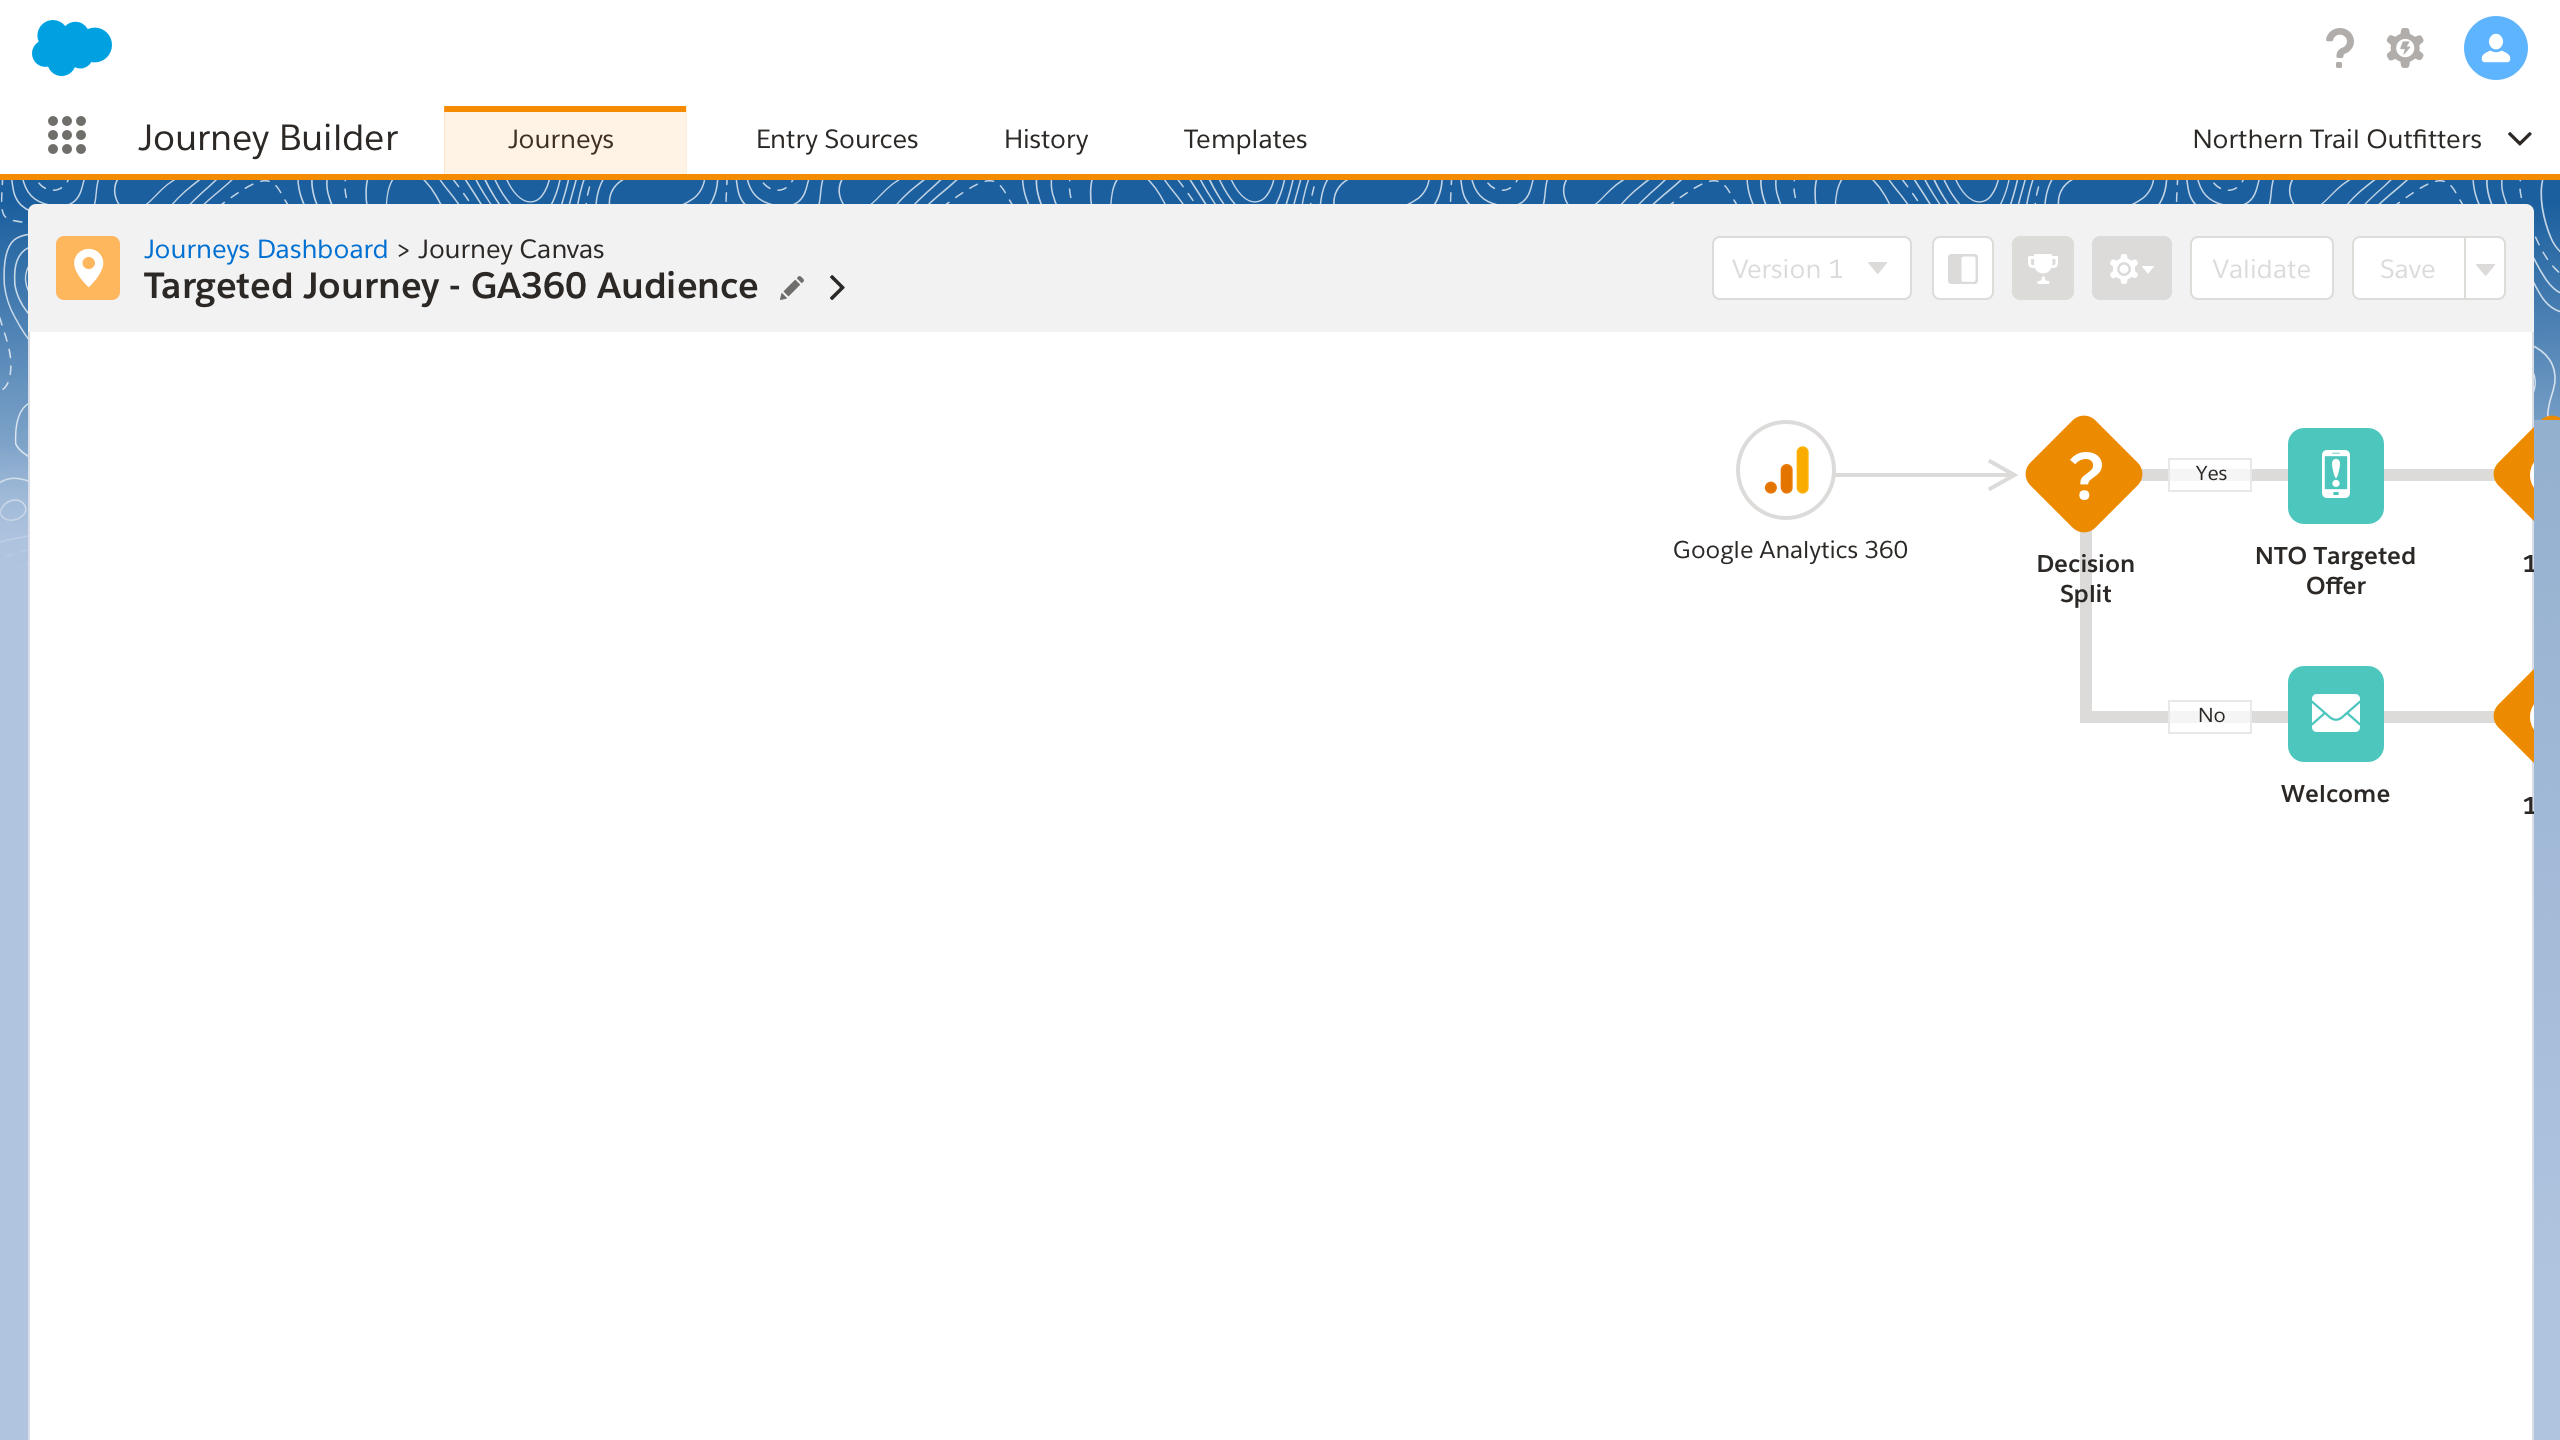 Journey Builder
Journeys
Entry Sources
History
Templates
Northern Trail Outfitters
Journeys Dashboard > Journey Canvas
Targeted Journey - GA360 Audience
Version 1
Validate
Save
Google Analytics 360
Decision
Split
Yes
NTO Targeted
Offer
1
No
Welcome
1